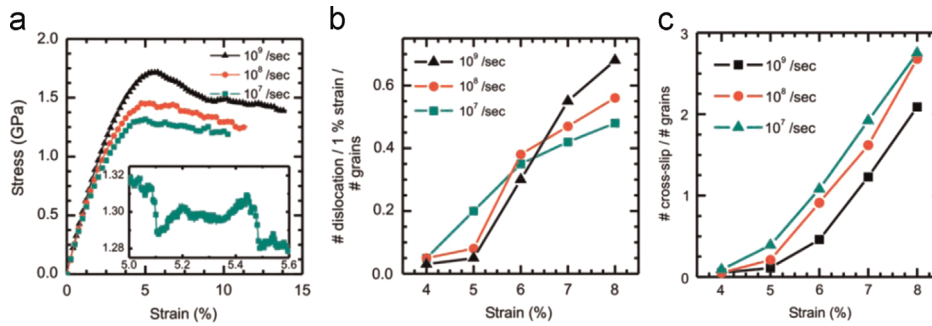 a
2.0
1.5
1.0
0.5
0.0
Stress (GPa)
10⁹ /sec
10⁸ /sec
10⁷ /sec
1.32
1.30
1.28
5.0 5.2 5.4 5.6
0 5 10 15
Strain (%)
b
0.6
0.4
0.2
0.0
# dislocation / 1 % strain /
# grains
10⁹ /sec
10⁸ /sec
10⁷ /sec
4 5 6 7 8
Strain (%)
c
3
2
1
0
# cross-slip / # grains
10⁹ /sec
10⁸ /sec
10⁷ /sec
4 5 6 7 8
Strain (%)